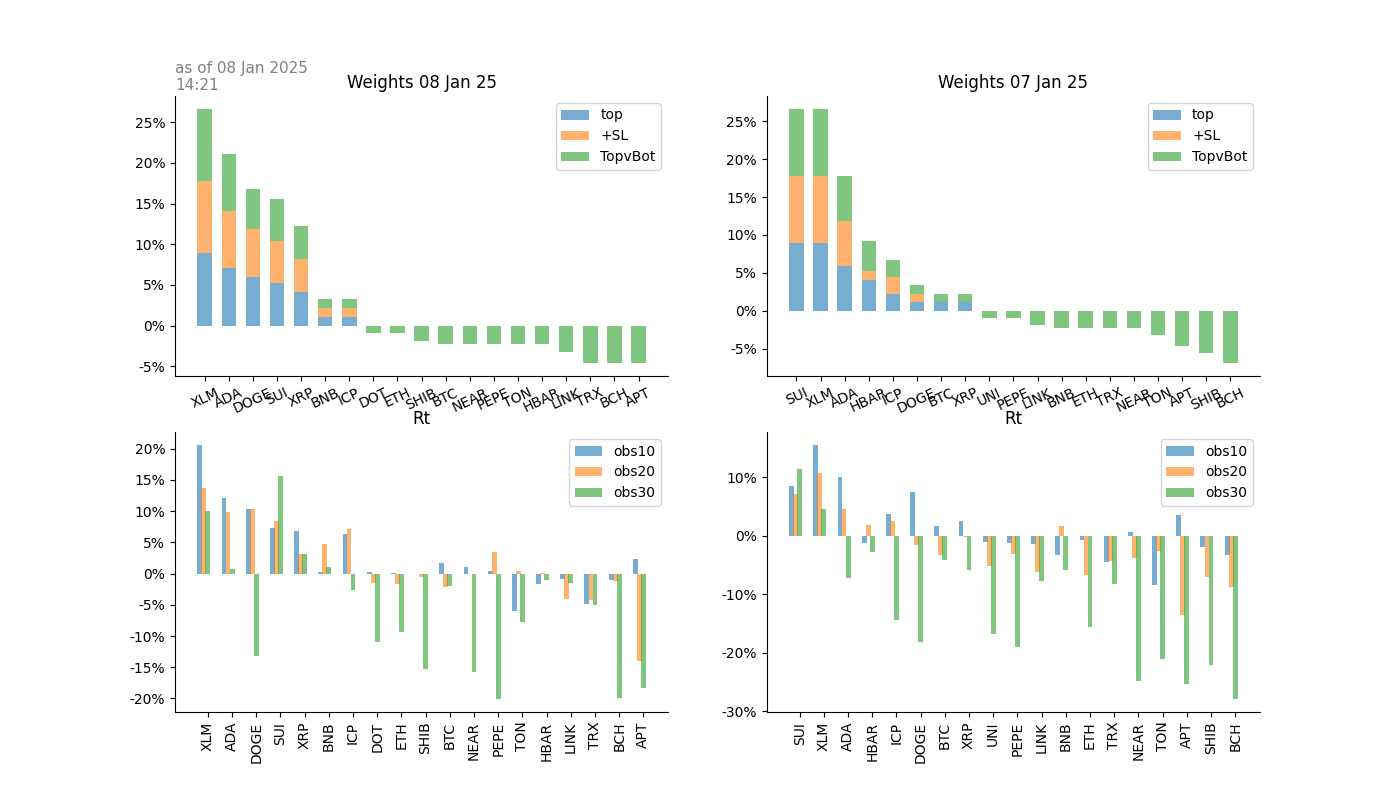 as of 08 Jan 2025
14:21
Weights 08 Jan 25
top
+SL
TopvBot
25%
20%
15%
10%
5%
0%
-5%
XLM ADA DOGE SUI XRP BNB ICP DOT ETH SHIB BTC NEAR PEPE TON HBAR LINK TRX BCH APT
Weights 07 Jan 25
top
+SL
TopvBot
25%
20%
15%
10%
5%
0%
-5%
SUI XLM ADA HBAR ICP DOGE BTC XRP UNI PEPE LINK BNB ETH TRX NEAR TON APT SHIB BCH
Rt
obs10
obs20
obs30
20%
15%
10%
5%
0%
-5%
-10%
-15%
-20%
XLM ADA DOGE SUI XRP BNB ICP DOT ETH SHIB BTC NEAR PEPE TON HBAR LINK TRX BCH APT
Rt
obs10
obs20
obs30
10%
0%
-10%
-20%
-30%
SUI XLM ADA HBAR ICP DOGE BTC XRP UNI PEPE LINK BNB ETH TRX NEAR TON APT SHIB BCH